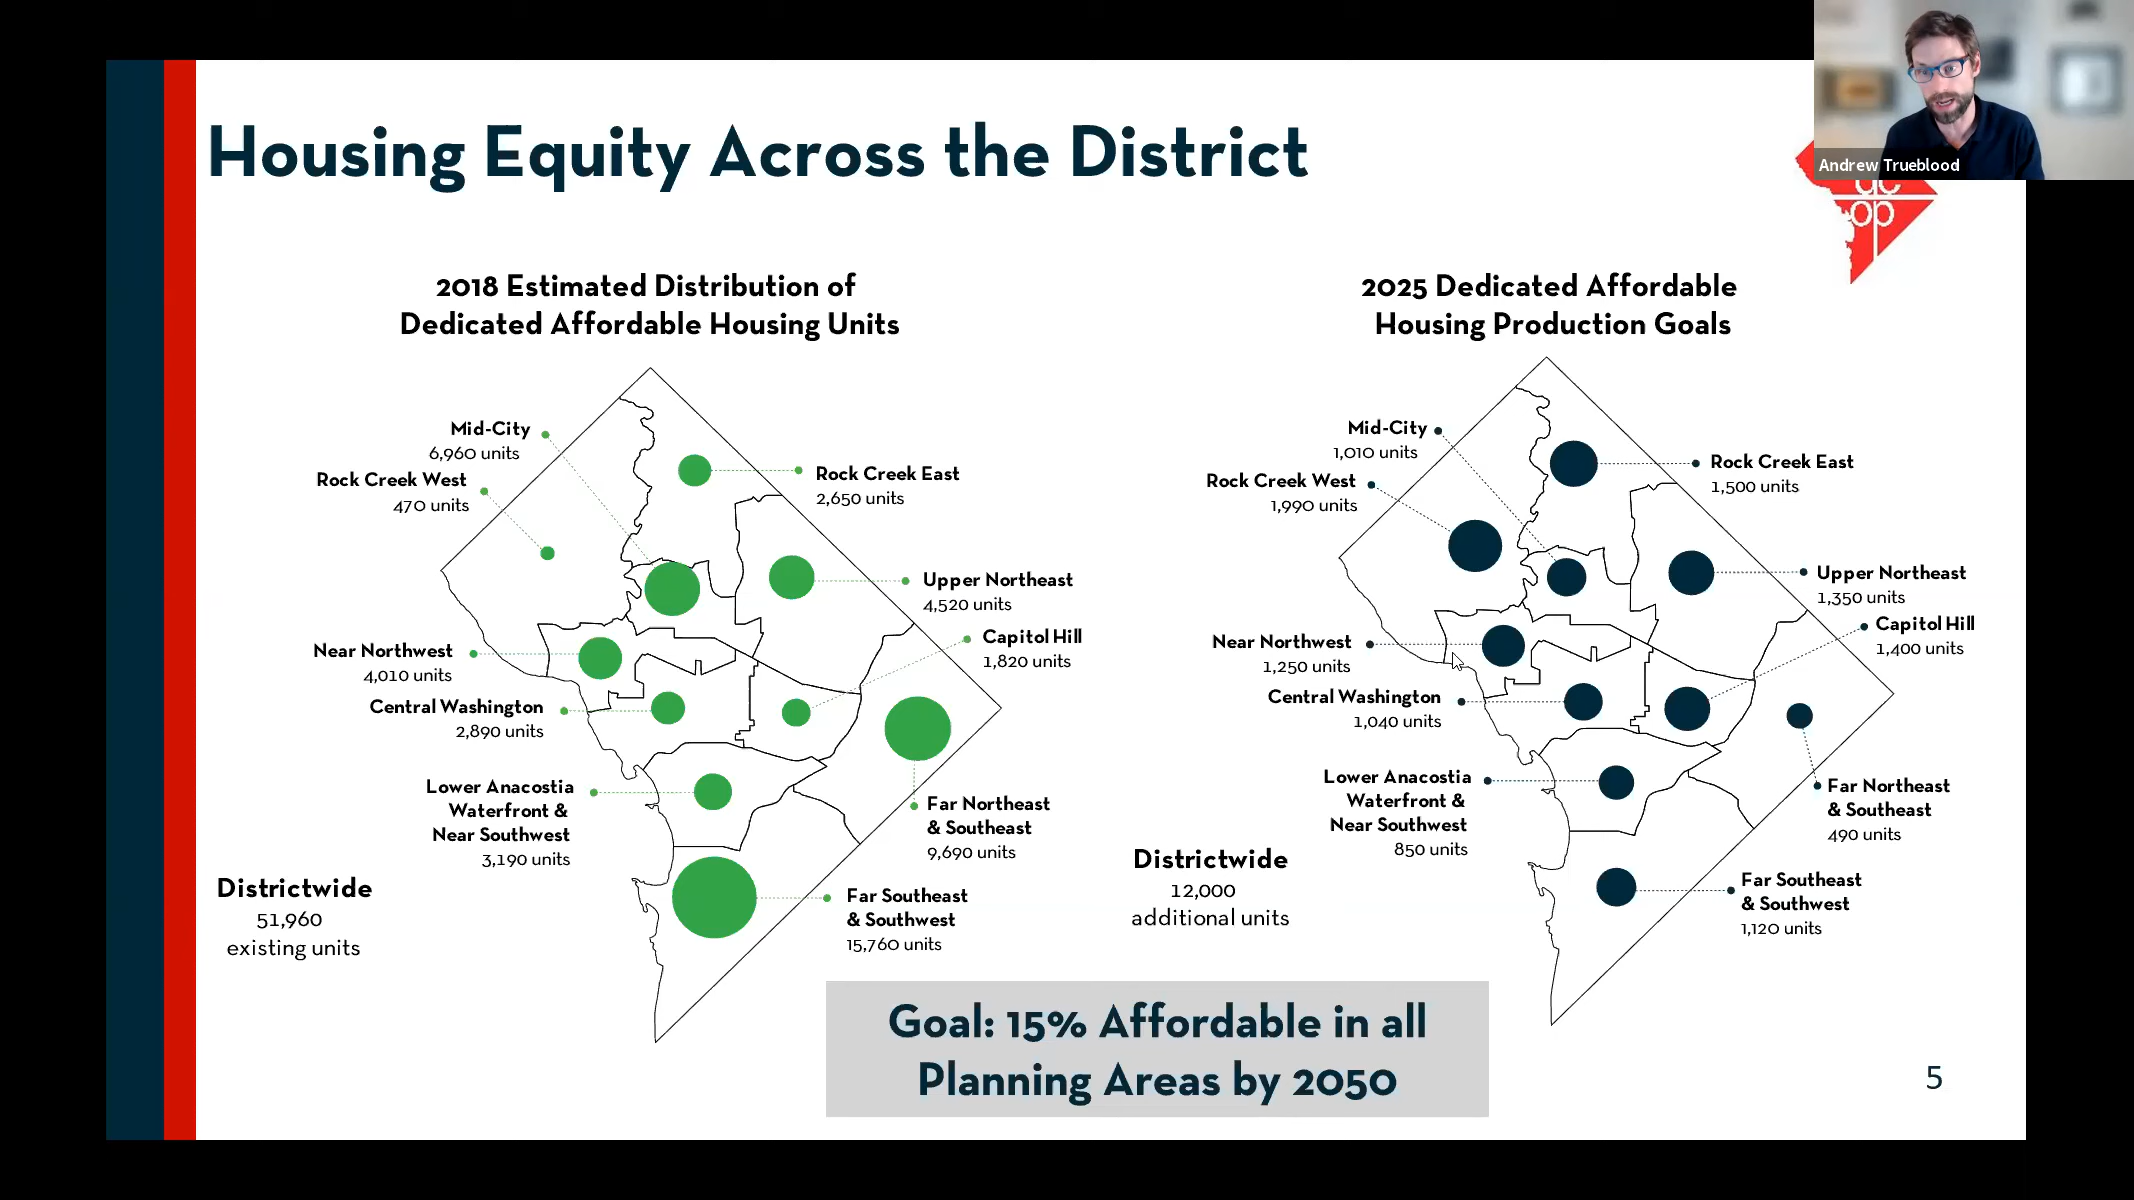 Housing Equity Across the District
Andrew Trueblood
dc
op
2018 Estimated Distribution of
Dedicated Affordable Housing Units
Mid-City
6,960 units
Rock Creek West
470 units
Rock Creek East
2,650 units
Upper Northeast
4,520 units
Capitol Hill
1,820 units
Near Northwest
4,010 units
Central Washington
2,890 units
Lower Anacostia
Waterfront &
Near Southwest
3,190 units
Far Northeast
& Southeast
9,690 units
Far Southeast
& Southwest
15,760 units
Districtwide
51,960
existing units
2025 Dedicated Affordable
Housing Production Goals
Mid-City
1,010 units
Rock Creek West
1,990 units
Rock Creek East
1,500 units
Upper Northeast
1,350 units
Capitol Hill
1,400 units
Near Northwest
1,250 units
Central Washington
1,040 units
Lower Anacostia
Waterfront &
Near Southwest
850 units
Far Northeast
& Southeast
490 units
Far Southeast
& Southwest
1,120 units
Districtwide
12,000
additional units
Goal: 15% Affordable in all
Planning Areas by 2050
5